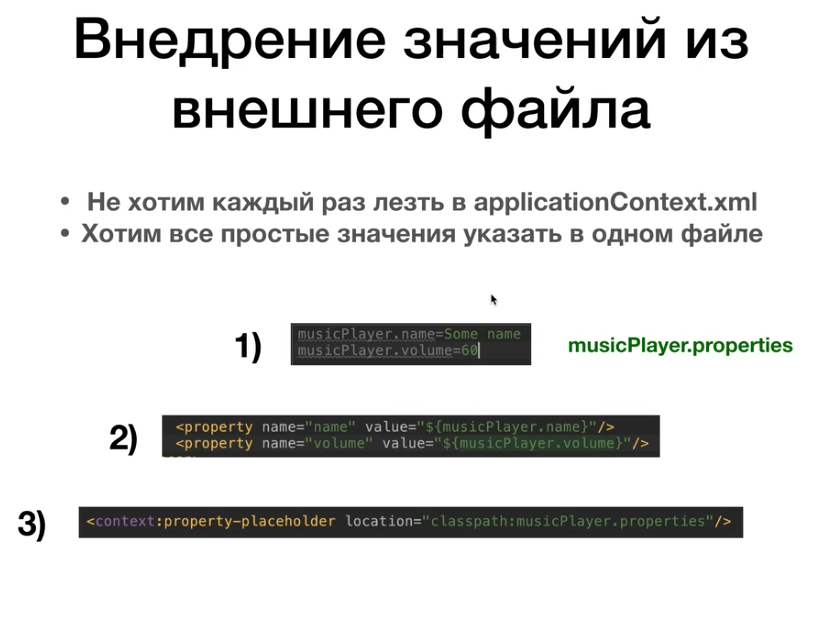 Внедрение значений из
внешнего файла
• Не хотим каждый раз лезть в applicationContext.xml
• Хотим все простые значения указать в одном файле
1)
musicPlayer.name=Some name
musicPlayer.volume=60
musicPlayer.properties
2)
<property name="name" value="${musicPlayer.name}"/>
<property name="volume" value="${musicPlayer.volume}"/>
3)
<context:property-placeholder location="classpath:musicPlayer.properties"/>